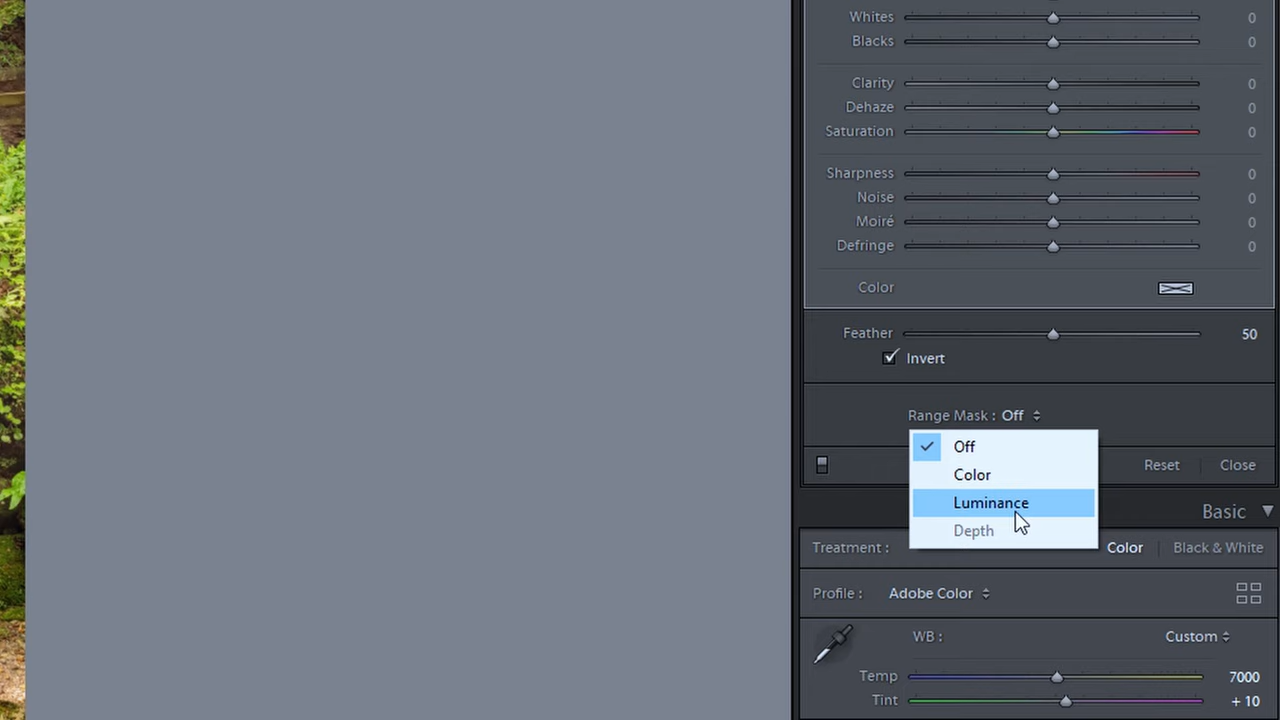 Whites 0
Blacks 0
Clarity 0
Dehaze 0
Saturation 0
Sharpness 0
Noise 0
Moiré 0
Defringe 0
Color
Feather 50
Invert
Range Mask : Off
Off
Color
Luminance
Depth
Reset Close
Basic
Treatment : Color Black & White
Profile : Adobe Color
WB : Custom
Temp 7000
Tint + 10